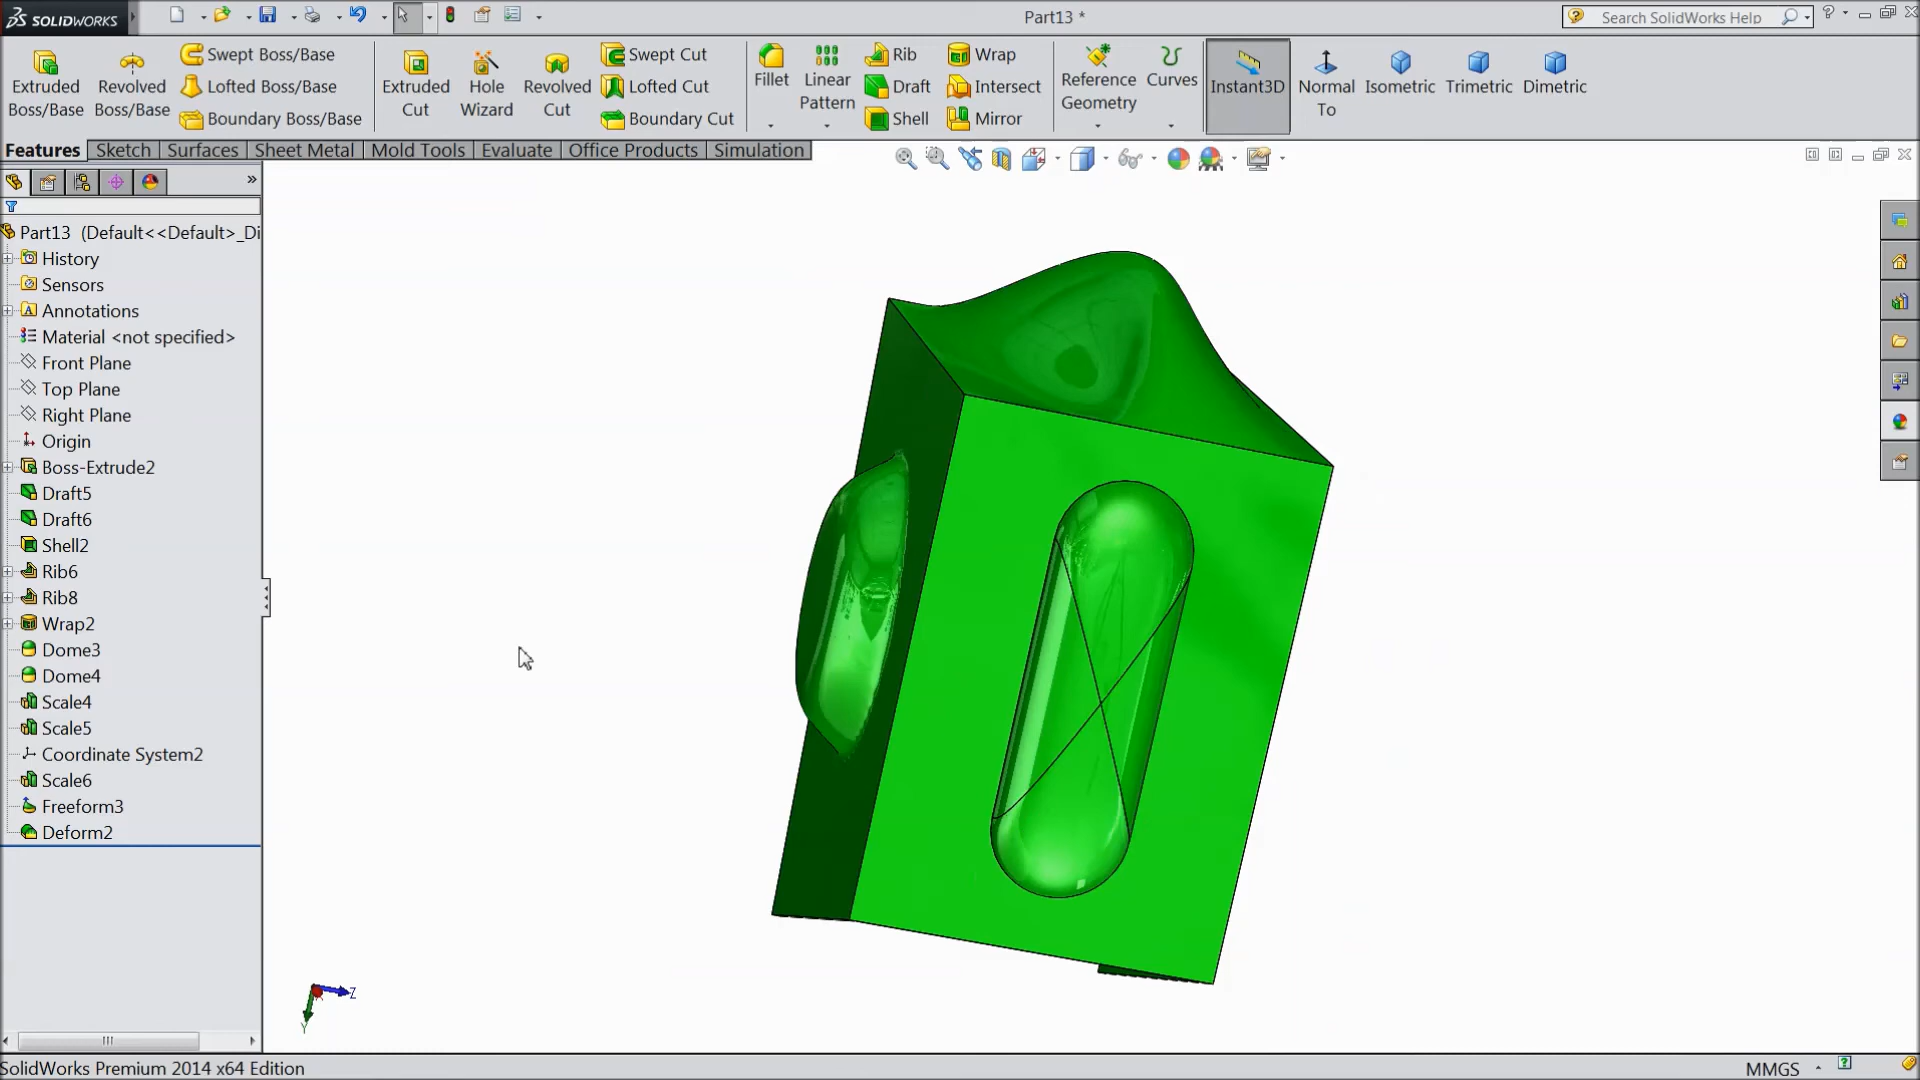 SOLIDWORKS
Part13 *
Search SolidWorks Help
Extruded Boss/Base
Revolved Boss/Base
Swept Boss/Base
Lofted Boss/Base
Boundary Boss/Base
Extruded Cut
Hole Wizard
Revolved Cut
Swept Cut
Lofted Cut
Boundary Cut
Fillet
Linear Pattern
Rib
Draft
Shell
Wrap
Intersect
Mirror
Reference Geometry
Curves
Instant3D
Normal To
Isometric
Trimetric
Dimetric
Features
Sketch
Surfaces
Sheet Metal
Mold Tools
Evaluate
Office Products
Simulation
Part13 (Default<<Default>_Di
History
Sensors
Annotations
Material <not specified>
Front Plane
Top Plane
Right Plane
Origin
Boss-Extrude2
Draft5
Draft6
Shell2
Rib6
Rib8
Wrap2
Dome3
Dome4
Scale4
Scale5
Coordinate System2
Scale6
Freeform3
Deform2
Z
Y
SolidWorks Premium 2014 x64 Edition
MMGS